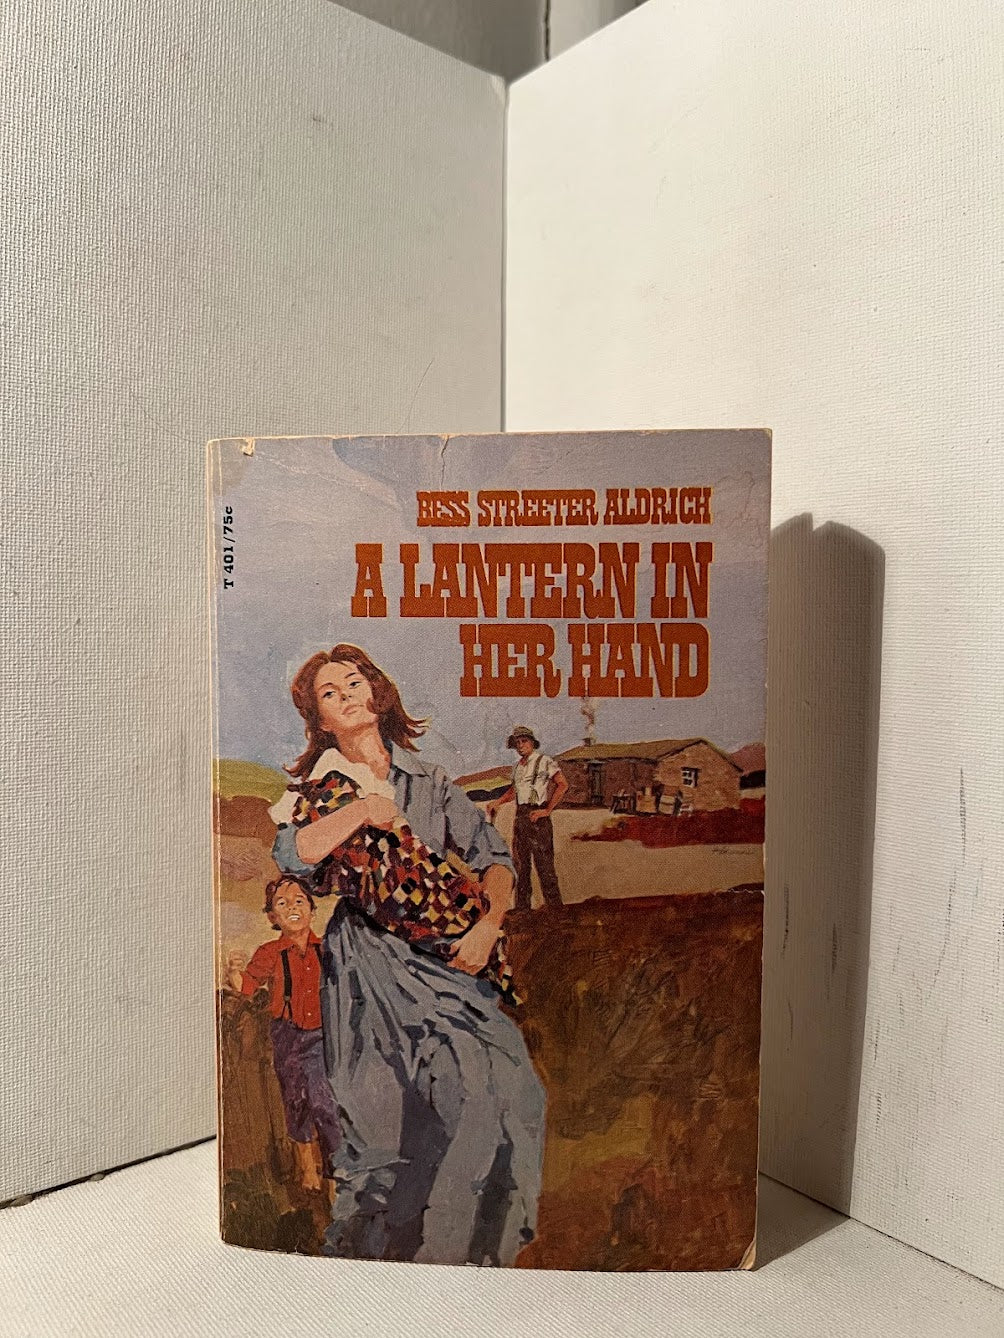 T 401/75c
BESS STREETER ALDRICH
A LANTERN IN
HER HAND